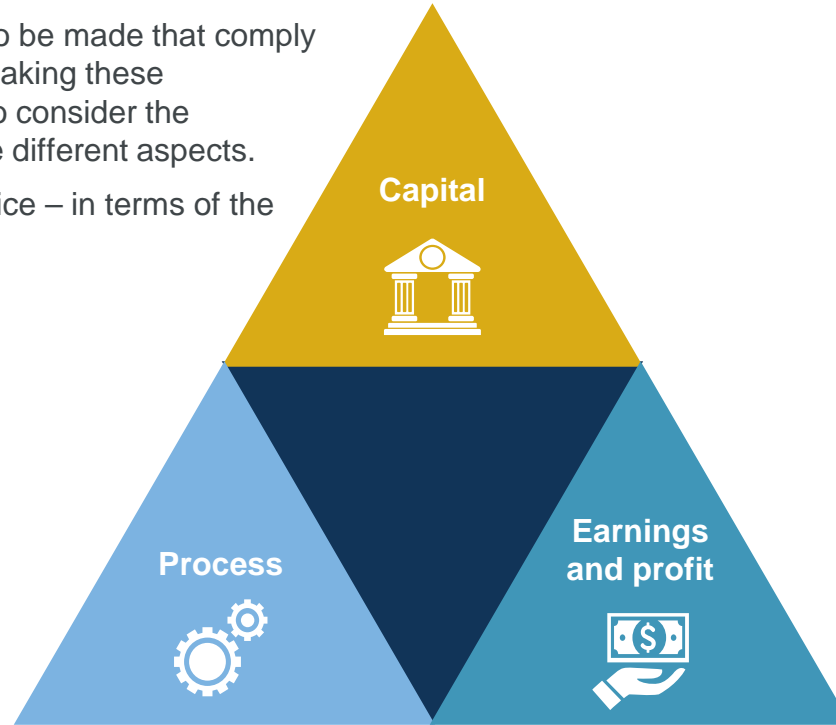 o be made that comply
aking these
o consider the
e different aspects.
ice – in terms of the
Capital
Process
Earnings
and profit
$